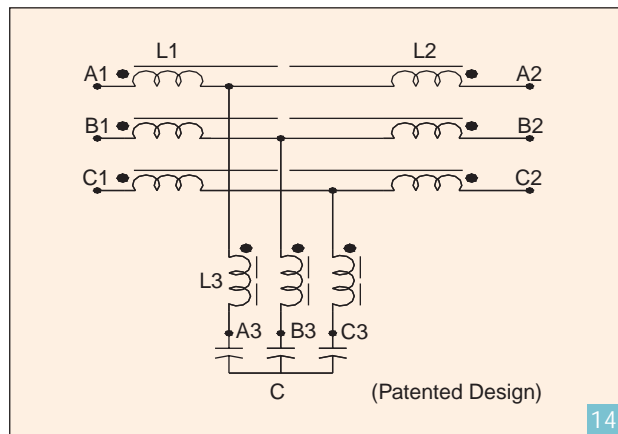 L1 L2
A1 A2
B1 B2
C1 C2
L3
A3 B3 C3
C (Patented Design)
14